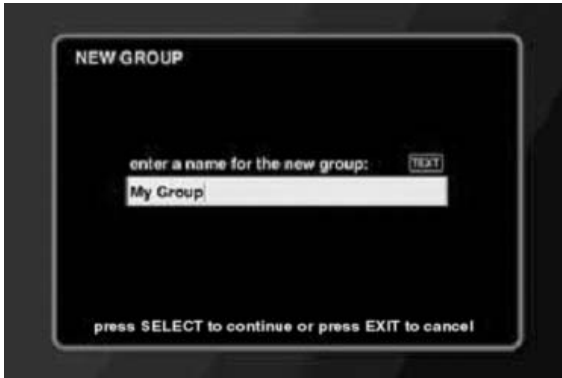 NEW GROUP
enter a name for the new group: TEXT
My Group
press SELECT to continue or press EXIT to cancel